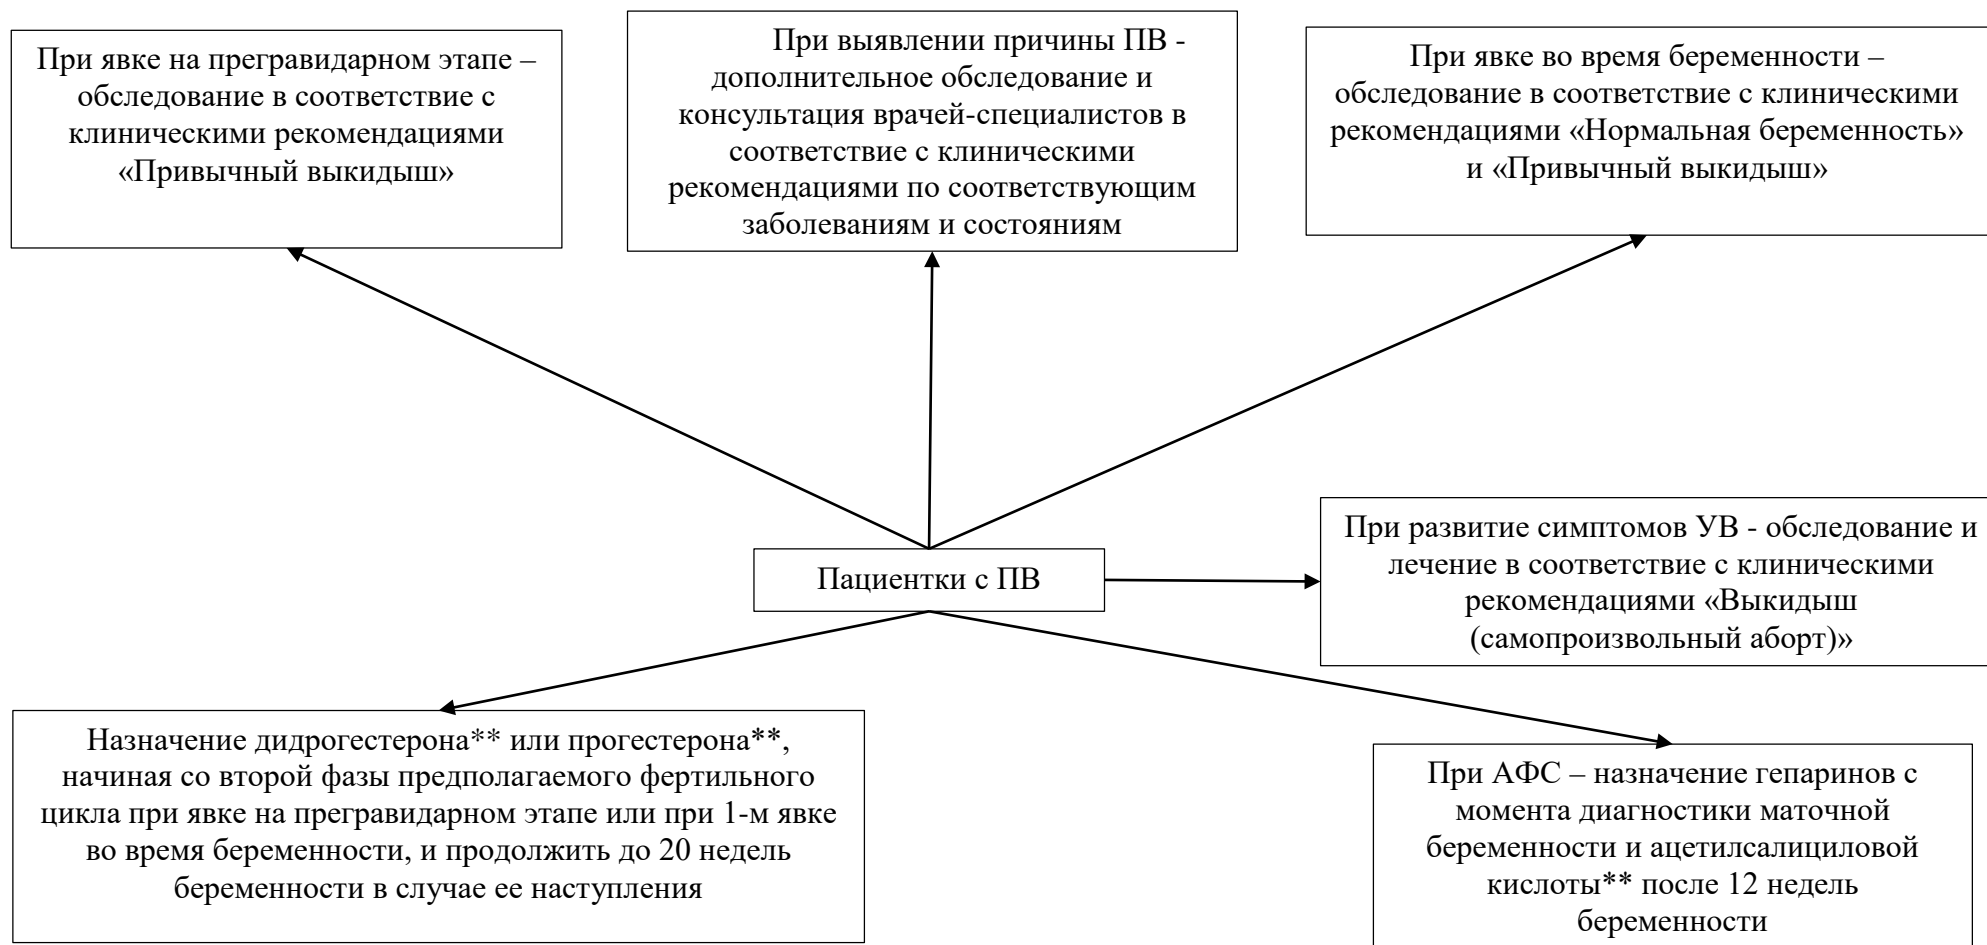 При явке на прегравидарном этапе –
обследование в соответствие с
клиническими рекомендациями
«Привычный выкидыш»
При выявлении причины ПВ -
дополнительное обследование и
консультация врачей-специалистов в
соответствие с клиническими
рекомендациями по соответствующим
заболеваниям и состояниям
При явке во время беременности –
обследование в соответствие с клиническими
рекомендациями «Нормальная беременность»
и «Привычный выкидыш»
Пациентки с ПВ
При развитие симптомов УВ - обследование и
лечение в соответствие с клиническими
рекомендациями «Выкидыш
(самопроизвольный аборт)»
Назначение дидрогестерона** или прогестерона**,
начиная со второй фазы предполагаемого фертильного
цикла при явке на прегравидарном этапе или при 1-м явке
во время беременности, и продолжить до 20 недель
беременности в случае ее наступления
При АФС – назначение гепаринов с
момента диагностики маточной
беременности и ацетилсалициловой
кислоты** после 12 недель
беременности